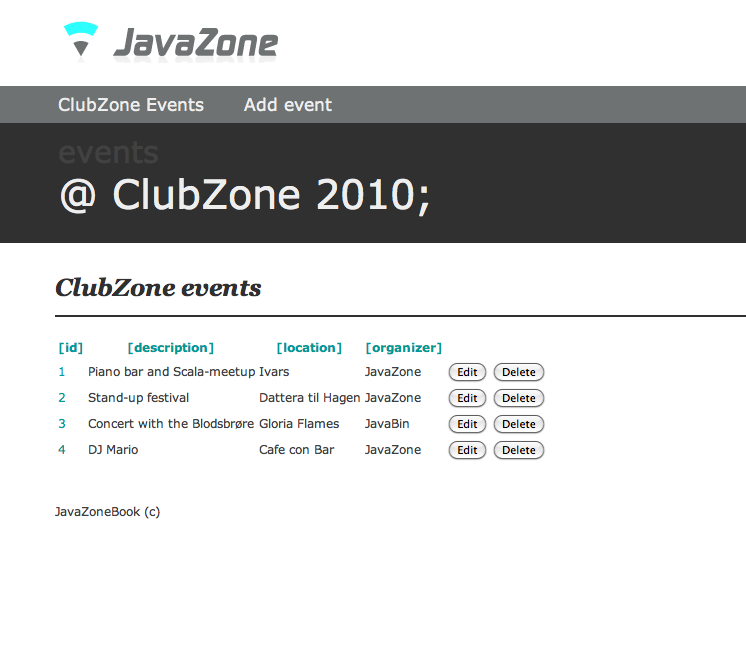 JavaZone
ClubZone Events Add event
events
@ ClubZone 2010;
ClubZone events
[id] [description] [location] [organizer]
1 Piano bar and Scala-meetup Ivars JavaZone Edit Delete
2 Stand-up festival Dattera til Hagen JavaZone Edit Delete
3 Concert with the Blodsbrøre Gloria Flames JavaBin Edit Delete
4 DJ Mario Cafe con Bar JavaZone Edit Delete
JavaZoneBook (c)